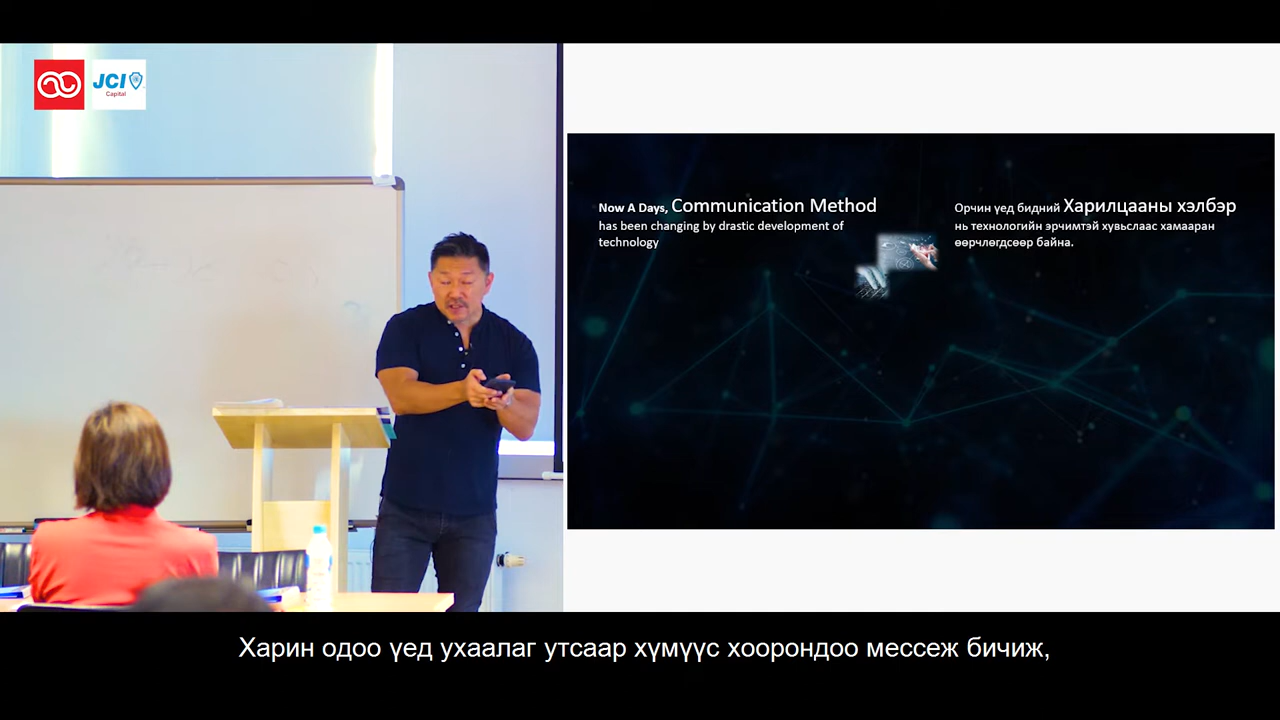 JCI
Capital
Now A Days, Communication Method
has been changing by drastic development of
technology
Орчин үед бидний Харилцааны хэлбэр
нь технологийн эрчимтэй хувьслаас хамааран
өөрчлөгдсөөр байна.
Харин одоо үед ухаалаг утсаар хүмүүс хоорондоо мессеж бичиж,